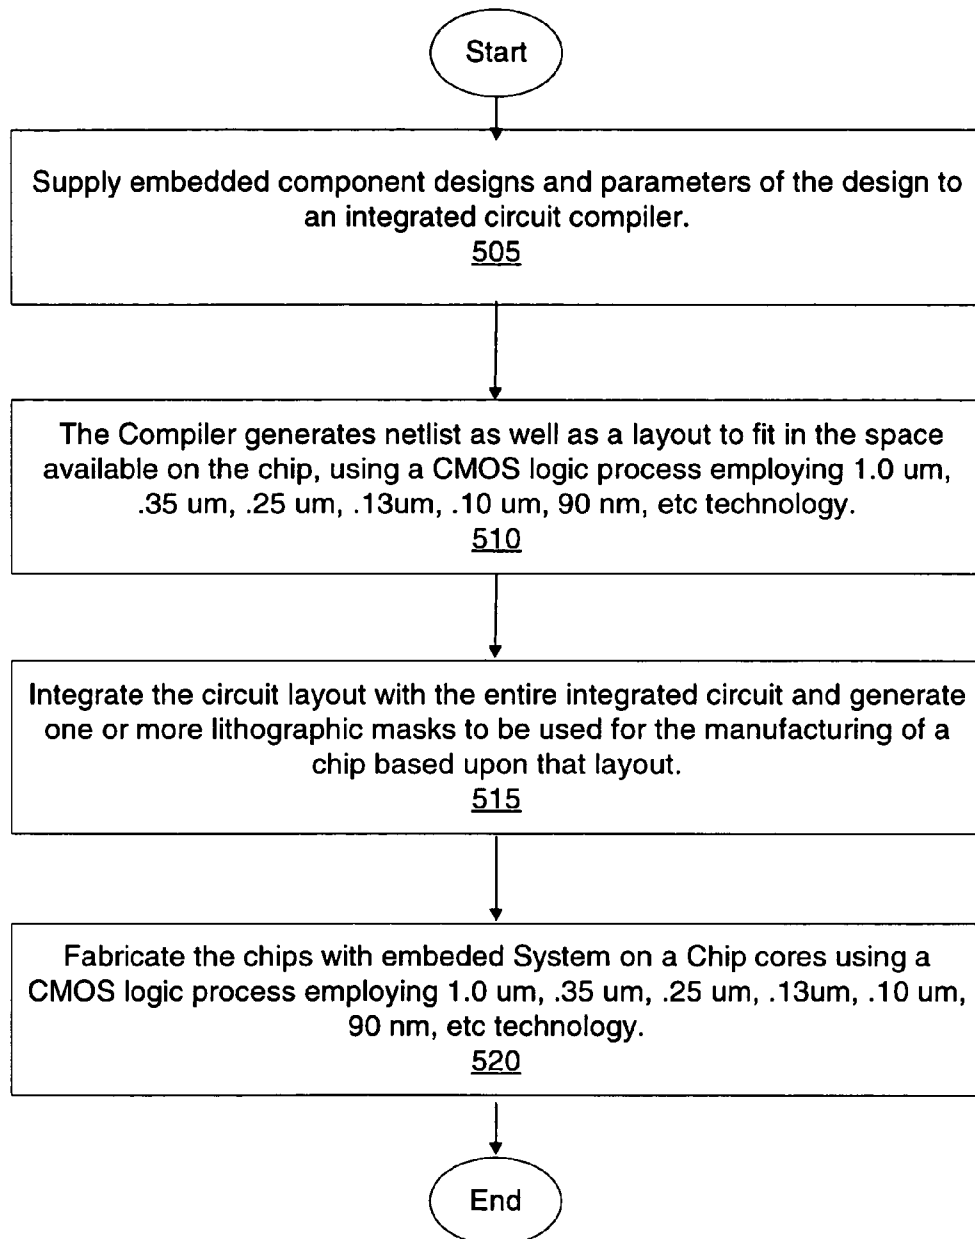 Start
Supply embedded component designs and parameters of the design to
an integrated circuit compiler.
505
The Compiler generates netlist as well as a layout to fit in the space
available on the chip, using a CMOS logic process employing 1.0 um,
.35 um, .25 um, .13um, .10 um, 90 nm, etc technology.
510
Integrate the circuit layout with the entire integrated circuit and generate
one or more lithographic masks to be used for the manufacturing of a
chip based upon that layout.
515
Fabricate the chips with embeded System on a Chip cores using a
CMOS logic process employing 1.0 um, .35 um, .25 um, .13um, .10 um,
90 nm, etc technology.
520
End